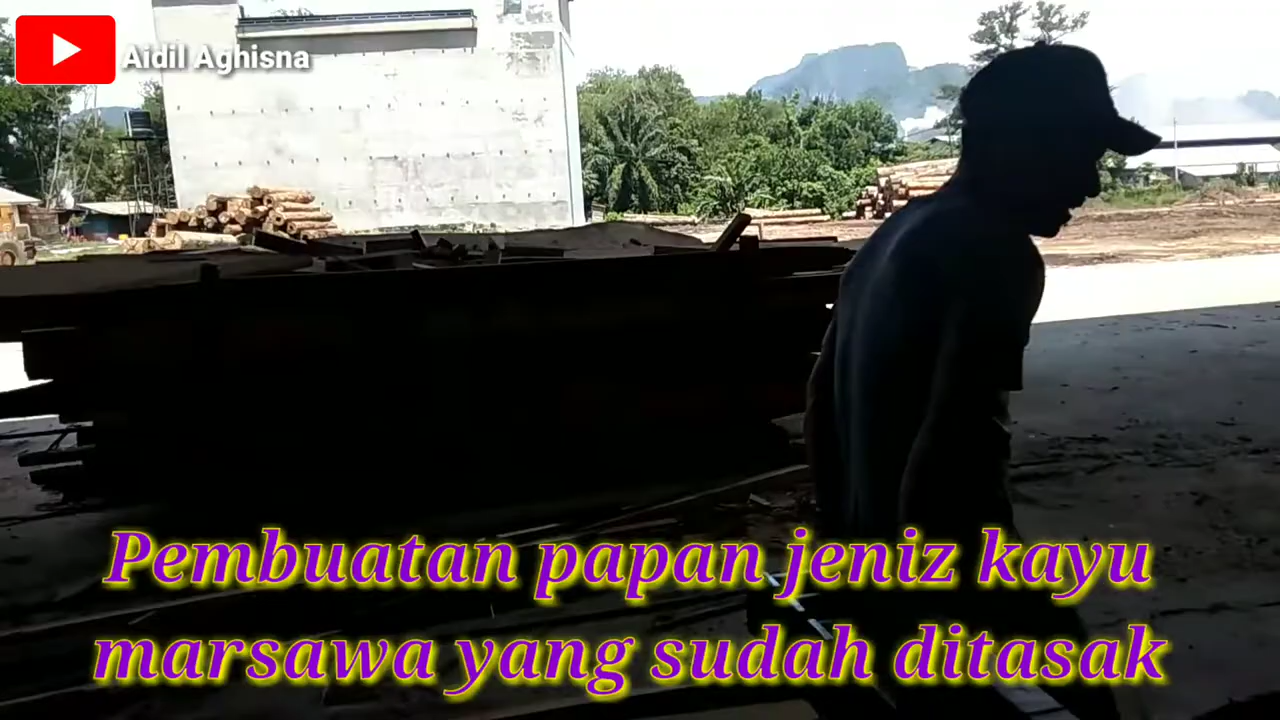 Aidil Aghisna
Pembuatan papan jeniz kayu
marsawa yang sudah ditasak